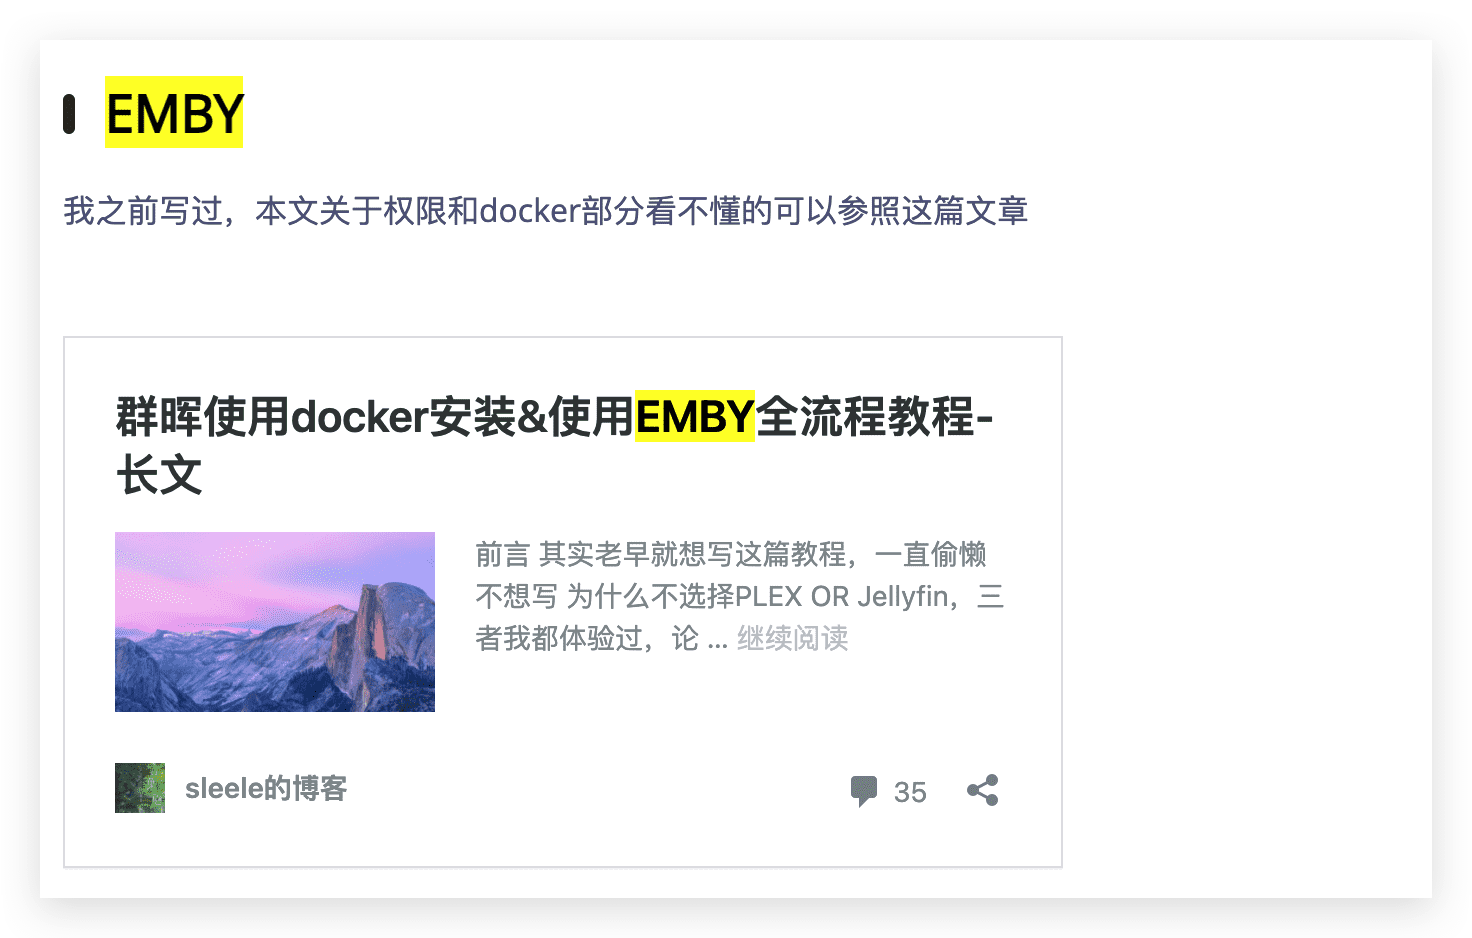 EMBY
我之前写过，本文关于权限和docker部分看不懂的可以参照这篇文章
群晖使用docker安装&使用EMBY全流程教程-
长文
前言 其实老早就想写这篇教程，一直偷懒
不想写 为什么不选择PLEX OR Jellyfin，三
者我都体验过，论 ... 继续阅读
sleele的博客
35